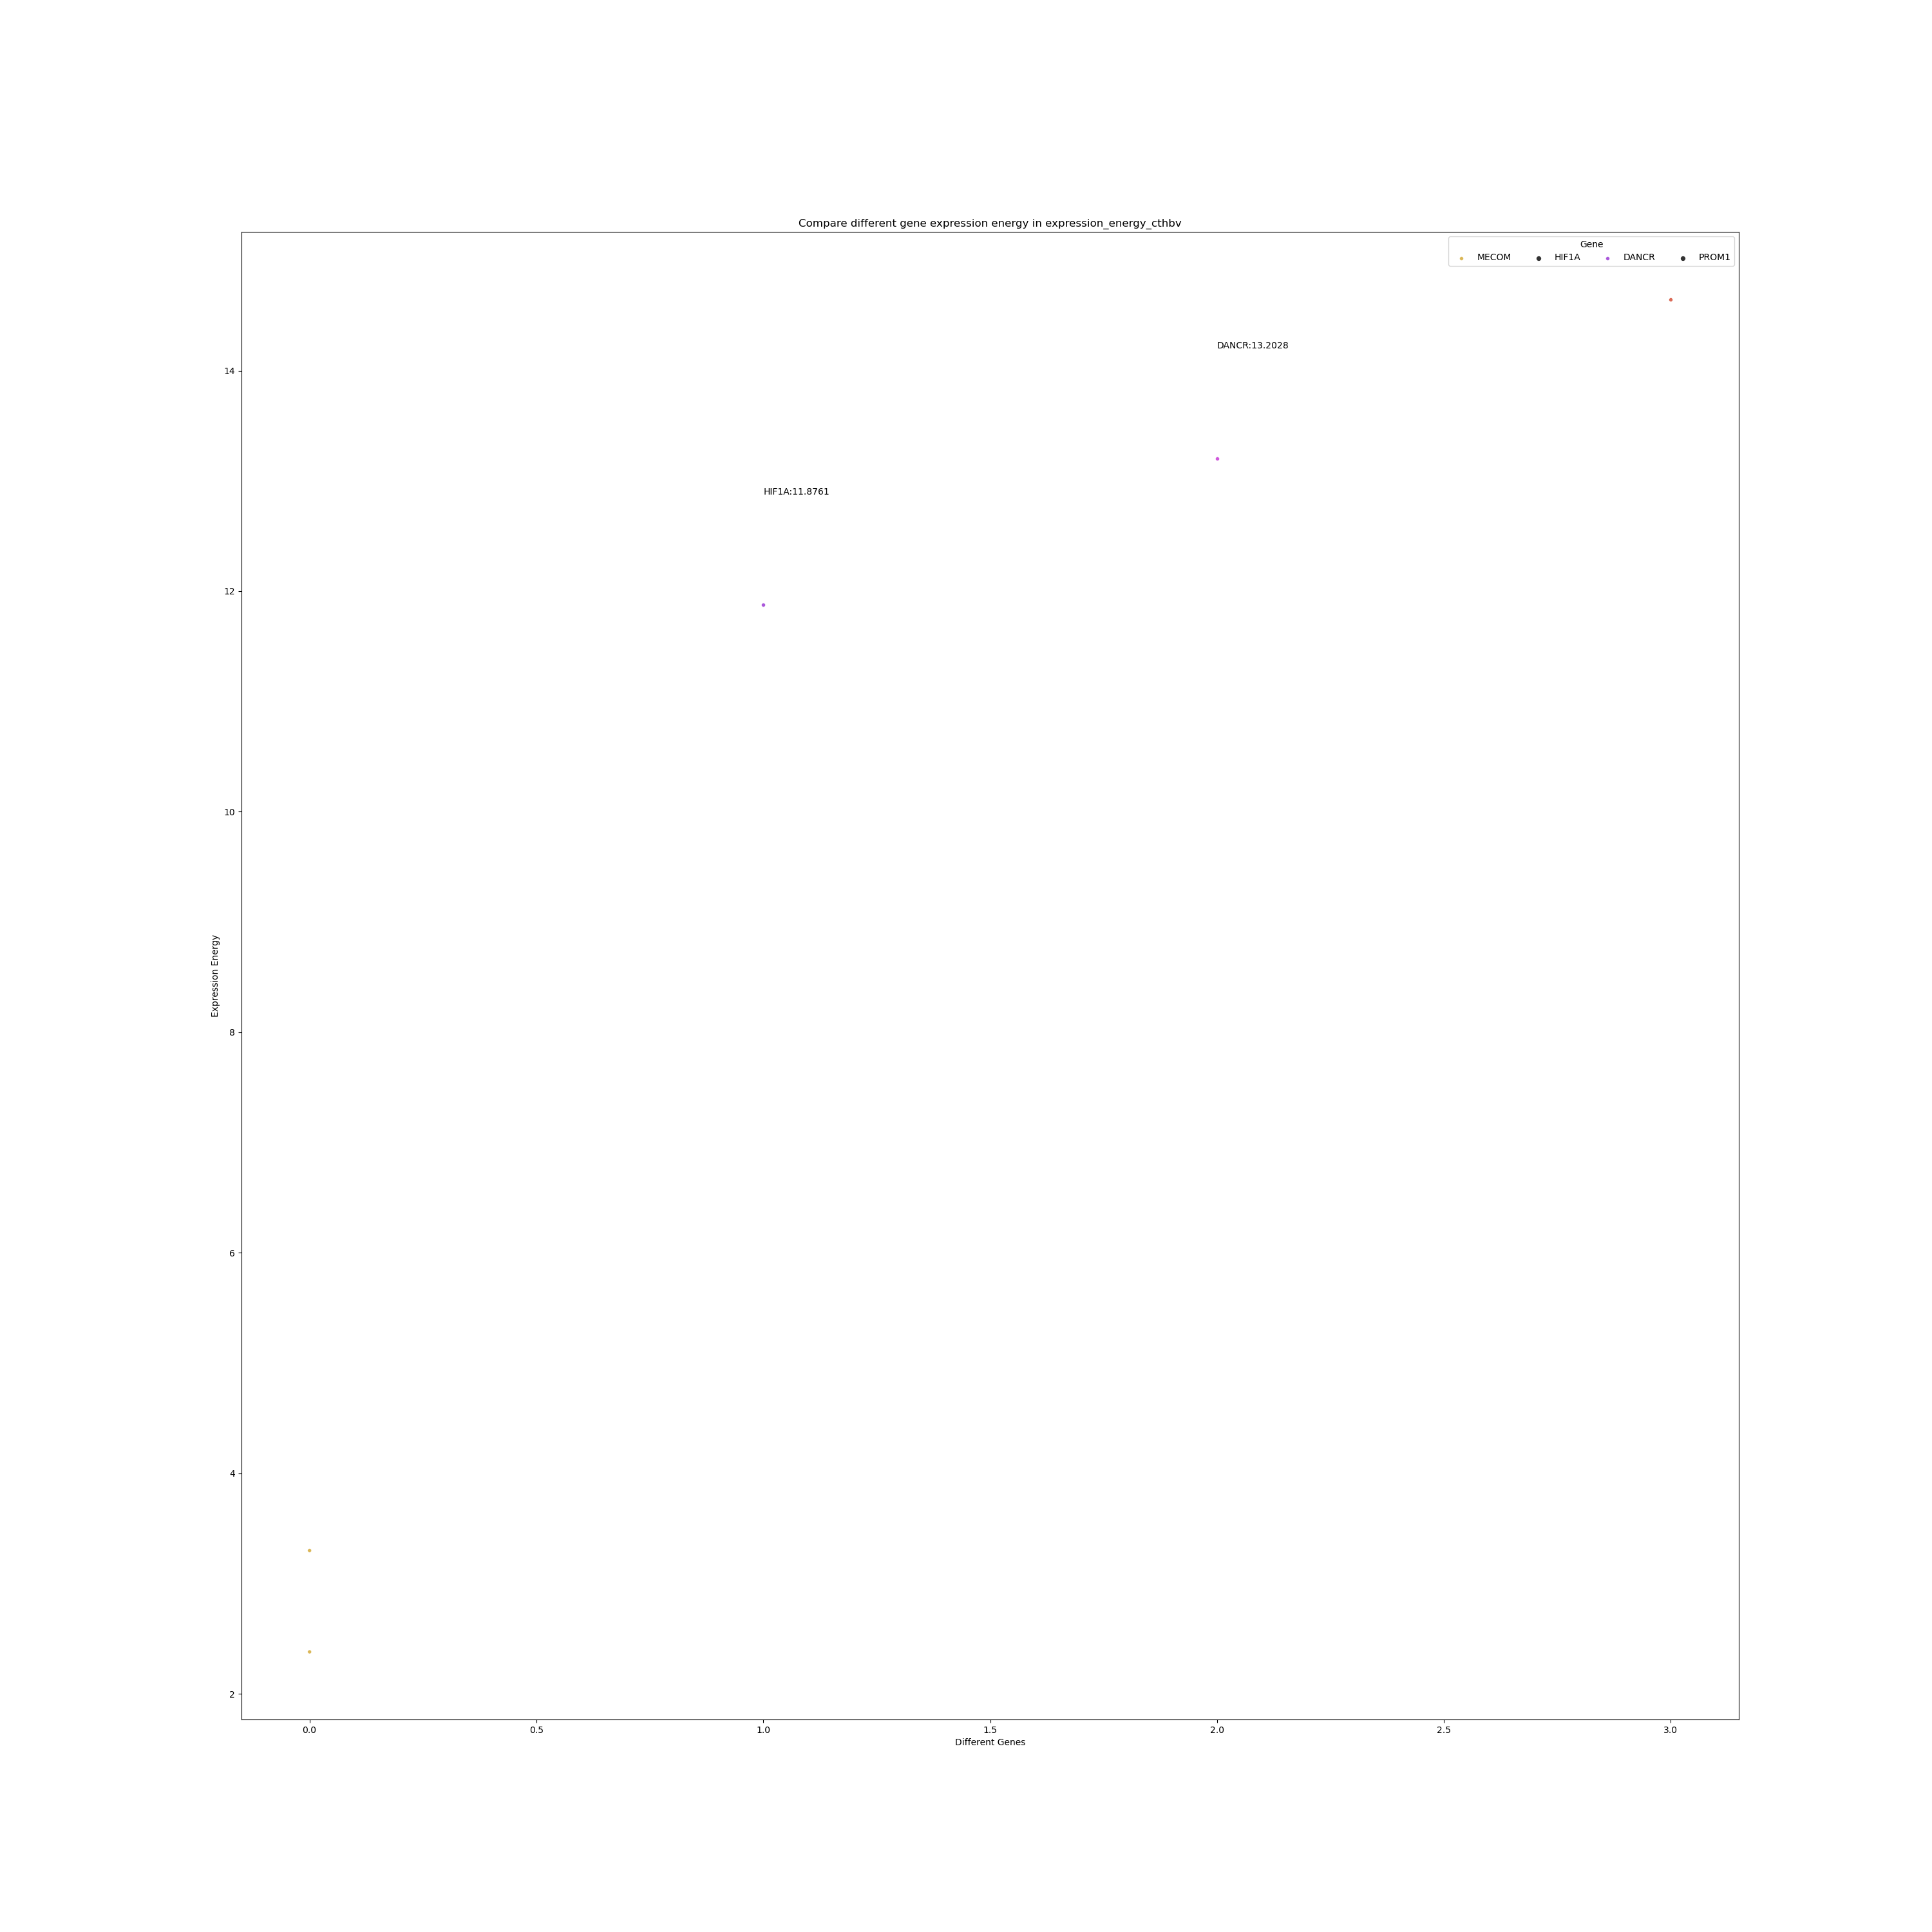 Compare different gene expression energy in expression_energy_cthbv
Gene
MECOM HIF1A DANCR PROM1
DANCR:13.2028
14
HIF1A:11.8761
12
10
Expression Energy
8
6
4
2
0.0 0.5 1.0 1.5 2.0 2.5 3.0
Different Genes